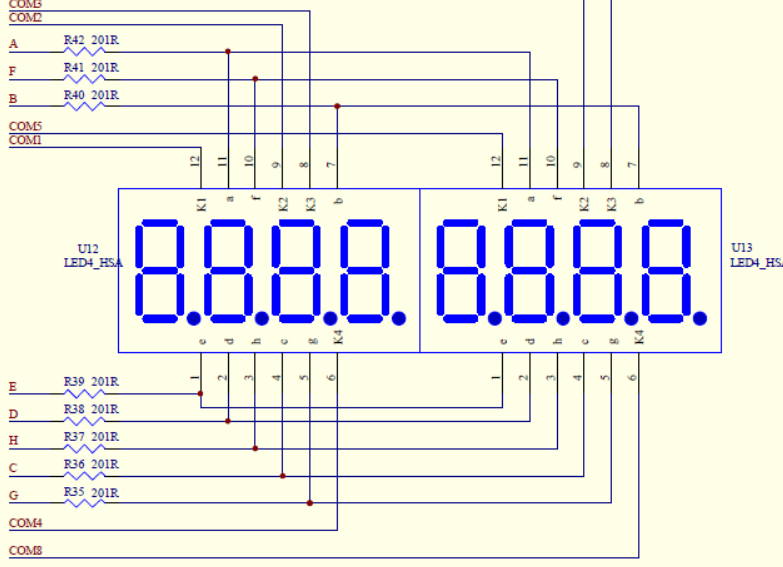 COM3
COM2
A R42 201R
F R41 201R
B R40 201R
COM5
COM1
12 11 10 9 8 7 12 11 10 9 8 7
K1 a f K2 K3 b K1 a f K2 K3 b
U12
LED4_HSA
U13
LED4_HSA
e d h c g K4 e d h c g K4
1 2 3 4 5 6 1 2 3 4 5 6
E R39 201R
D R38 201R
H R37 201R
C R36 201R
G R35 201R
COM4
COM8